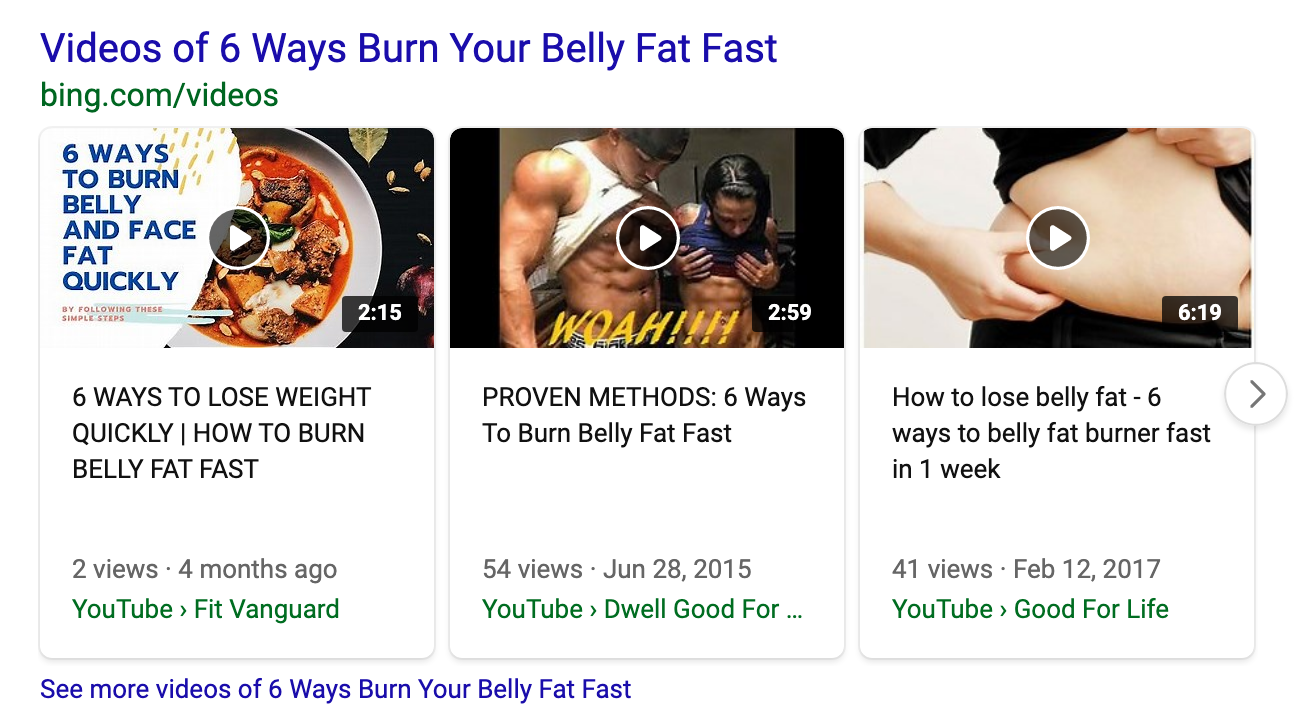 Videos of 6 Ways Burn Your Belly Fat Fast
bing.com/videos
6 WAYS
TO BURN
BELLY
AND FACE
FAT
QUICKLY
BY FOLLOWING THESE
SIMPLE STEPS
2:15
6 WAYS TO LOSE WEIGHT
QUICKLY | HOW TO BURN
BELLY FAT FAST
2 views · 4 months ago
YouTube › Fit Vanguard
WOAH!!!!
2:59
PROVEN METHODS: 6 Ways
To Burn Belly Fat Fast
54 views · Jun 28, 2015
YouTube › Dwell Good For ...
6:19
How to lose belly fat - 6
ways to belly fat burner fast
in 1 week
41 views · Feb 12, 2017
YouTube › Good For Life
See more videos of 6 Ways Burn Your Belly Fat Fast